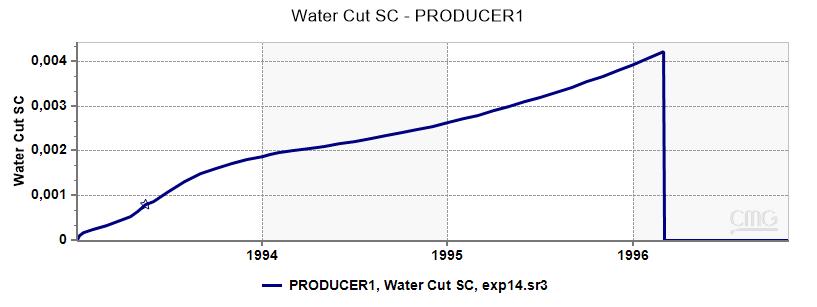 Water Cut SC - PRODUCER1
Water Cut SC
0,004
0,003
0,002
0,001
0
1994
1995
1996
CMG
PRODUCER1, Water Cut SC, exp14.sr3